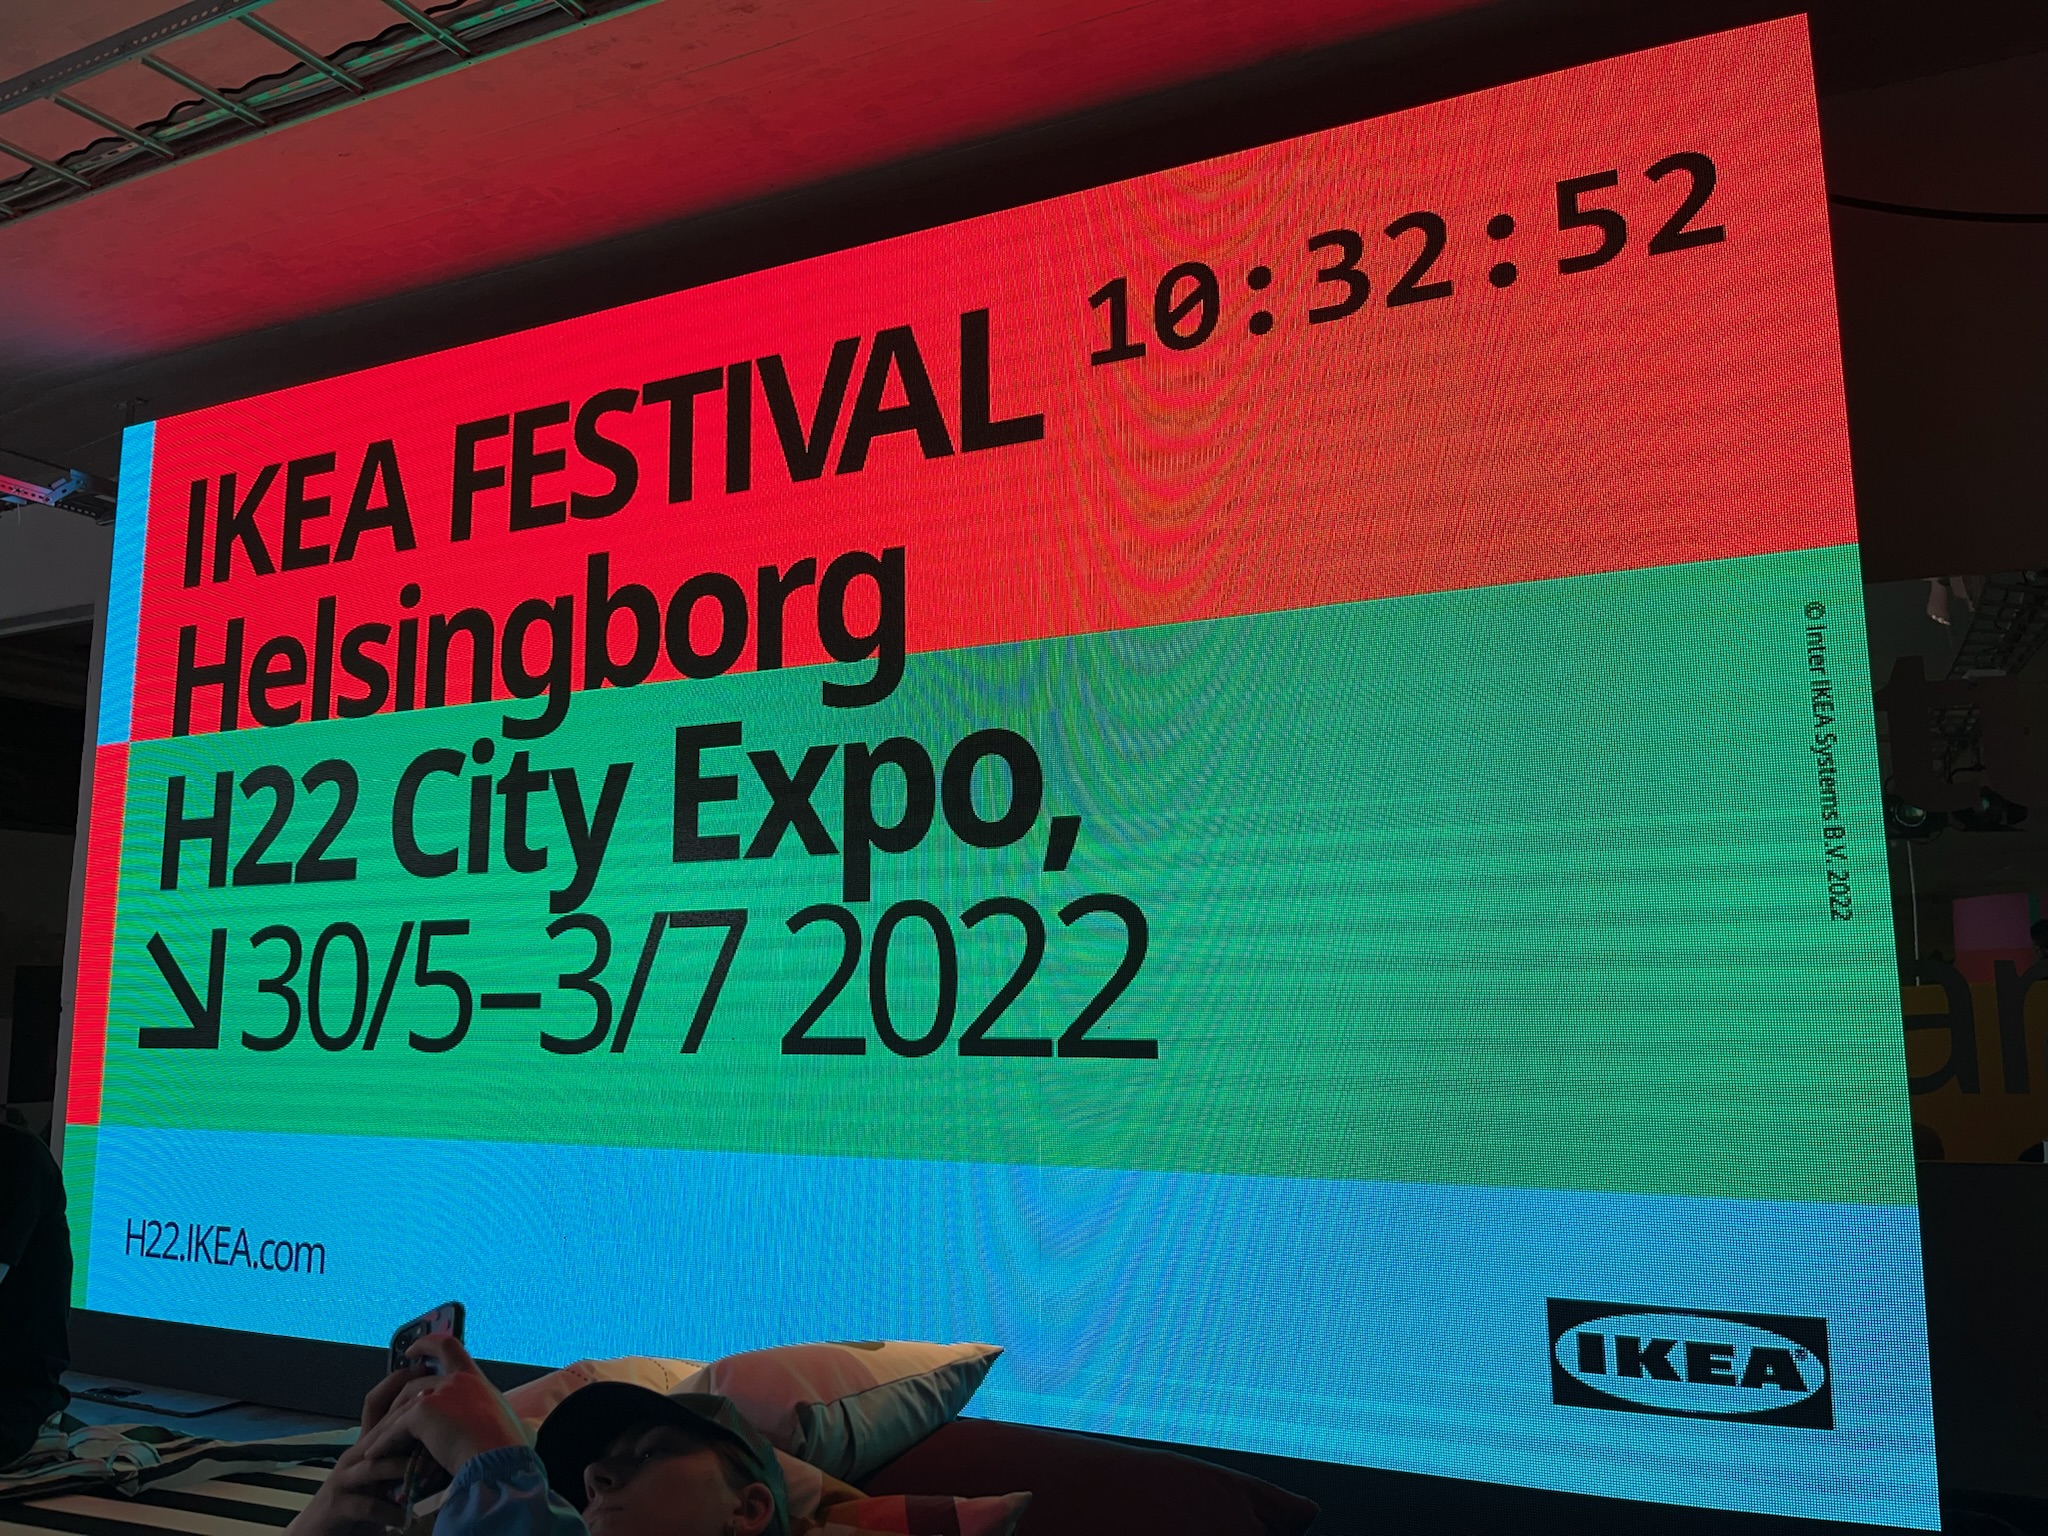 IKEA FESTIVAL 10:32:52
Helsingborg
H22 City Expo,
↘30/5–3/7 2022
© Inter IKEA Systems B.V. 2022
H22.IKEA.com
IKEA®